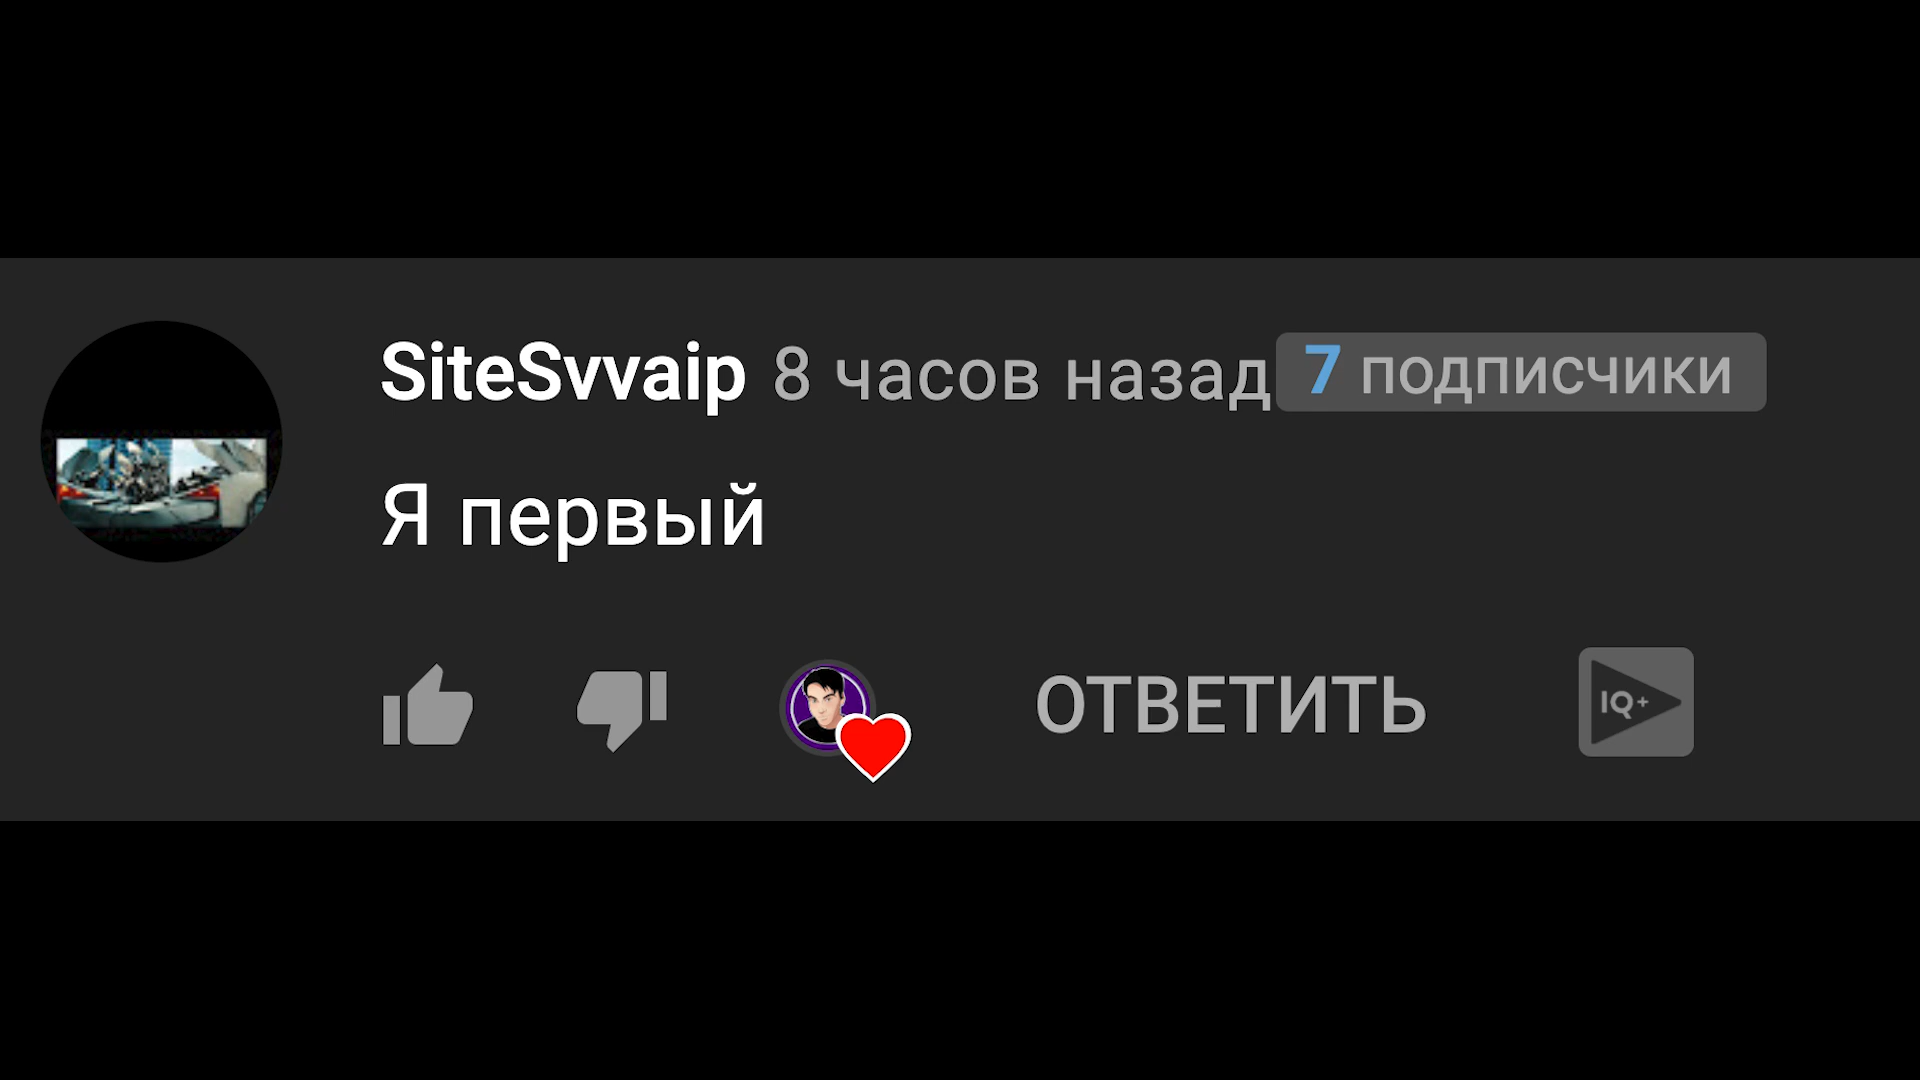 SiteSvvaip 8 часов назад 7 подписчики
Я первый
ОТВЕТИТЬ IQ+